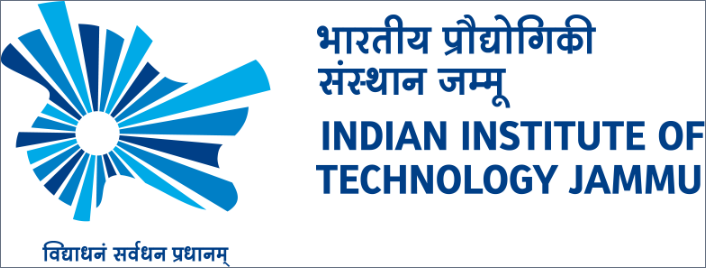 भारतीय प्रौद्योगिकी
संस्थान जम्मू
INDIAN INSTITUTE OF
TECHNOLOGY JAMMU
विद्याधनं सर्वधन प्रधानम्